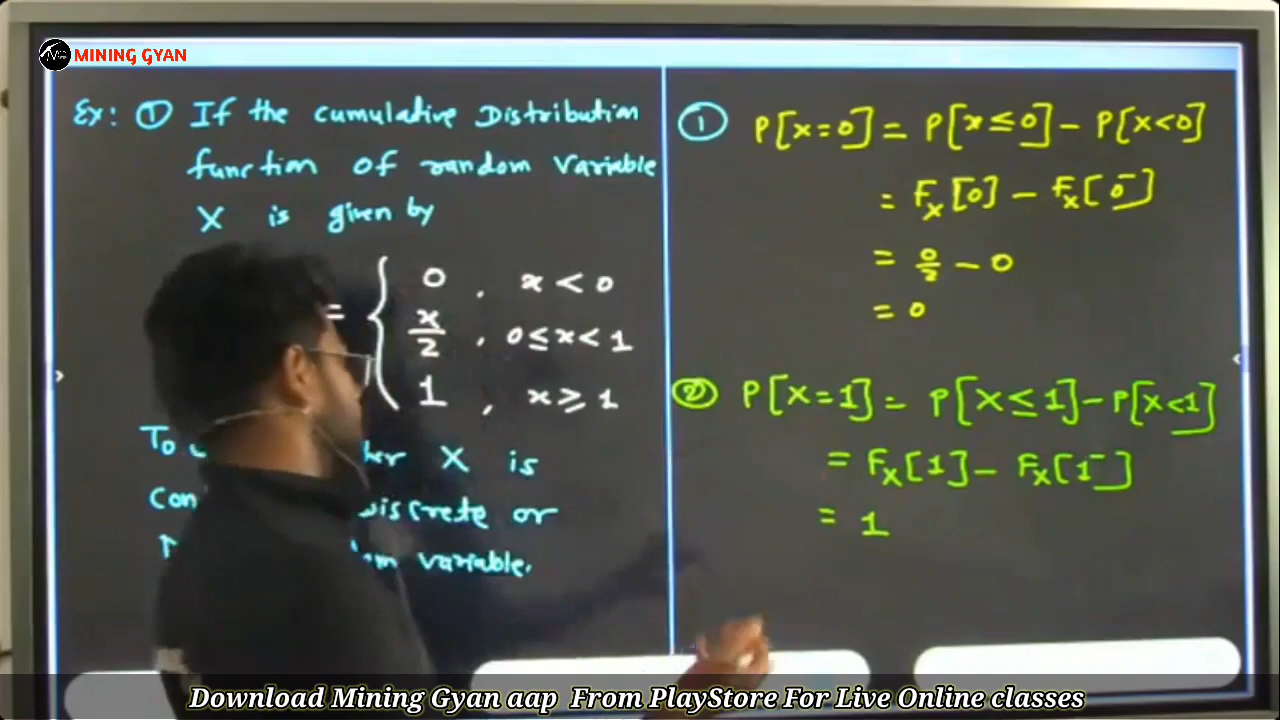 MINING GYAN
Ex: ① If the cumulative Distribution
function of random Variable
X is given by
= { 0 , x < 0
x/2 , 0 ≤ x < 1
1 , x ≥ 1
To X is
discrete or
variable.
① P[x=0] = P[x≤0] - P[x<0]
= Fx[0] - Fx[0⁻]
= 0/2 - 0
= 0
② P[X=1] = P[X≤1] - P[X<1]
= Fx[1] - Fx[1⁻]
= 1
Download Mining Gyan aap From PlayStore For Live Online classes